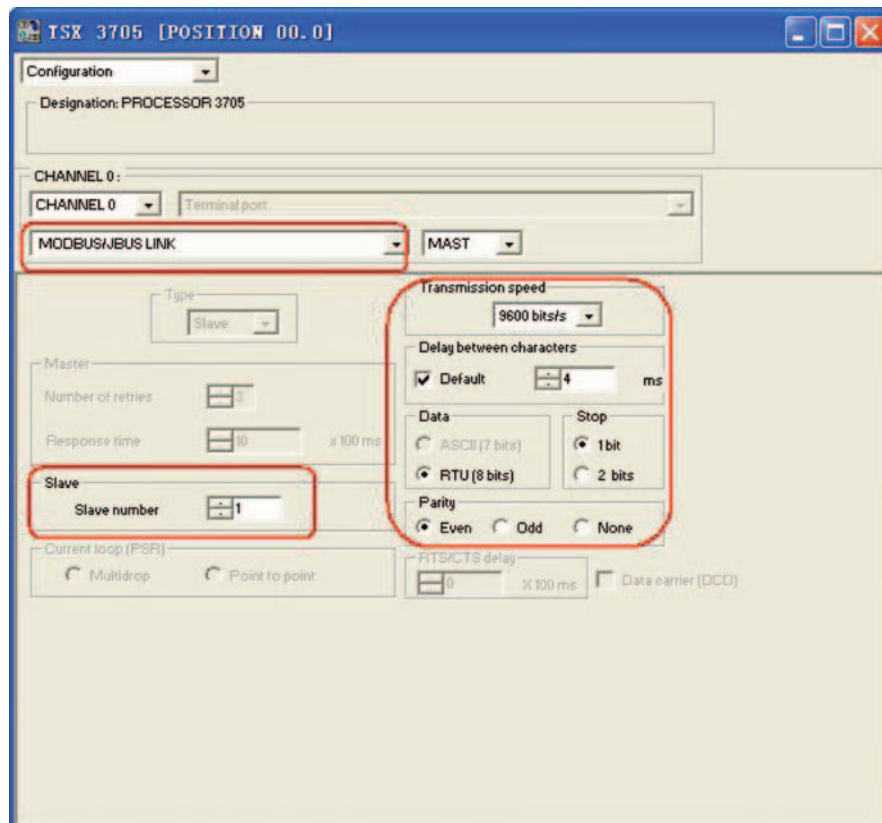 TSX 3705 [POSITION 00.0]
Configuration
Designation: PROCESSOR 3705
CHANNEL 0 :
CHANNEL 0 Terminal port
MODBUS/JBUS LINK MAST
Type
Slave
Transmission speed
9600 bits/s
Delay between characters
Default 4 ms
Master
Number of retries 3
Response time 10 x 100 ms
Data
ASCII (7 bits)
RTU (8 bits)
Stop
1 bit
2 bits
Slave
Slave number 1
Parity
Even Odd None
Current loop (PSR)
Multidrop Point to point
RTS/CTS delay
0 X 100 ms
Data carrier (DCD)